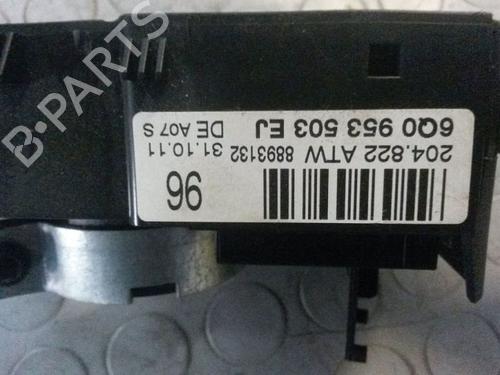 B-PARTS
6Q0 953 503 EJ
DE A07 S
204.822 ATW
8893132
31.10.11
96